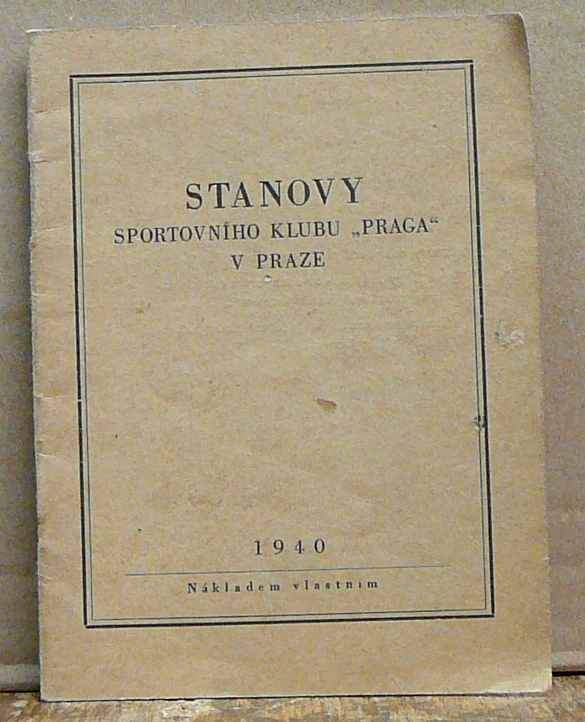 STANOVY
SPORTOVNÍHO KLUBU „PRAGA“
V PRAZE
1940
Nákladem vlastním